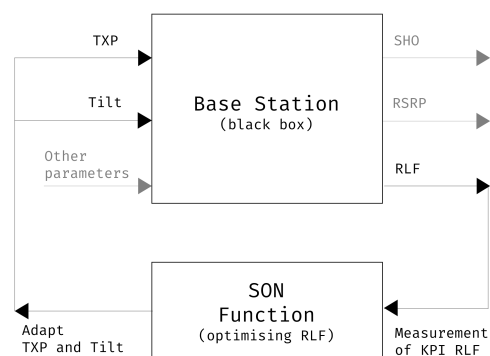 TXP
SHO
Tilt
Base Station
(black box)
RSRP
Other
parameters
RLF
SON
Function
(optimising RLF)
Adapt
TXP and Tilt
Measurement
of KPI RLF